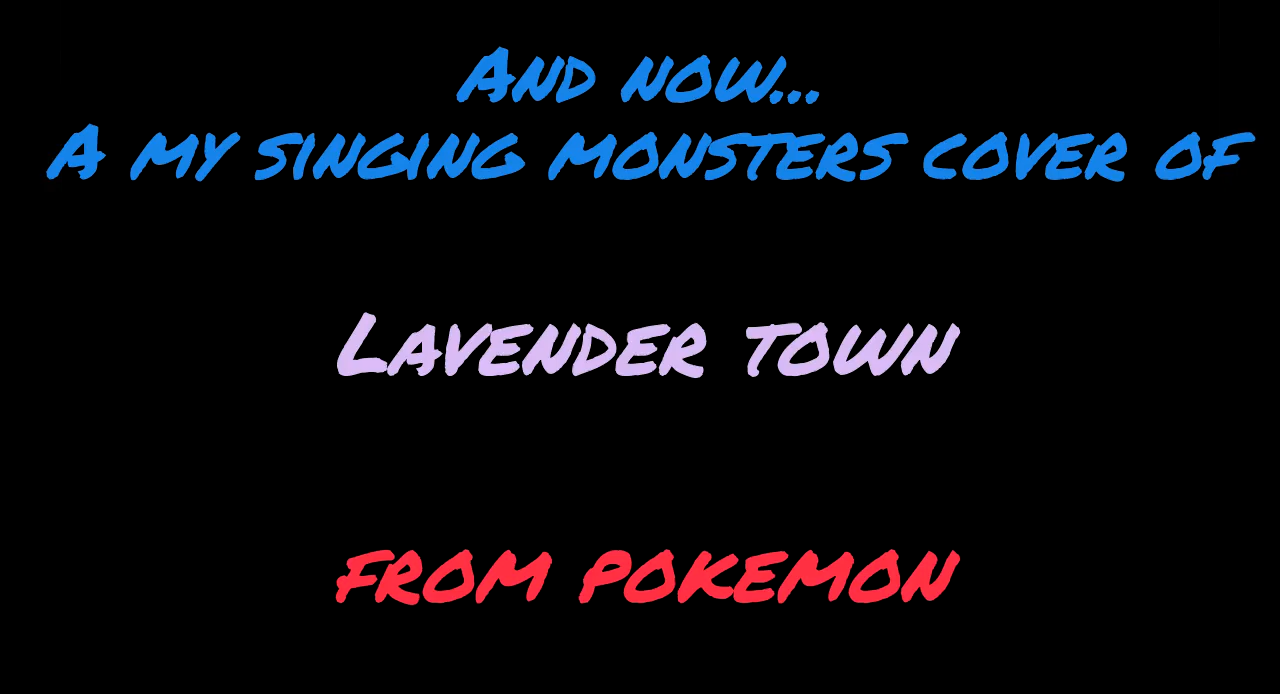 And now...
A my singing monsters cover of
Lavender town
from pokemon